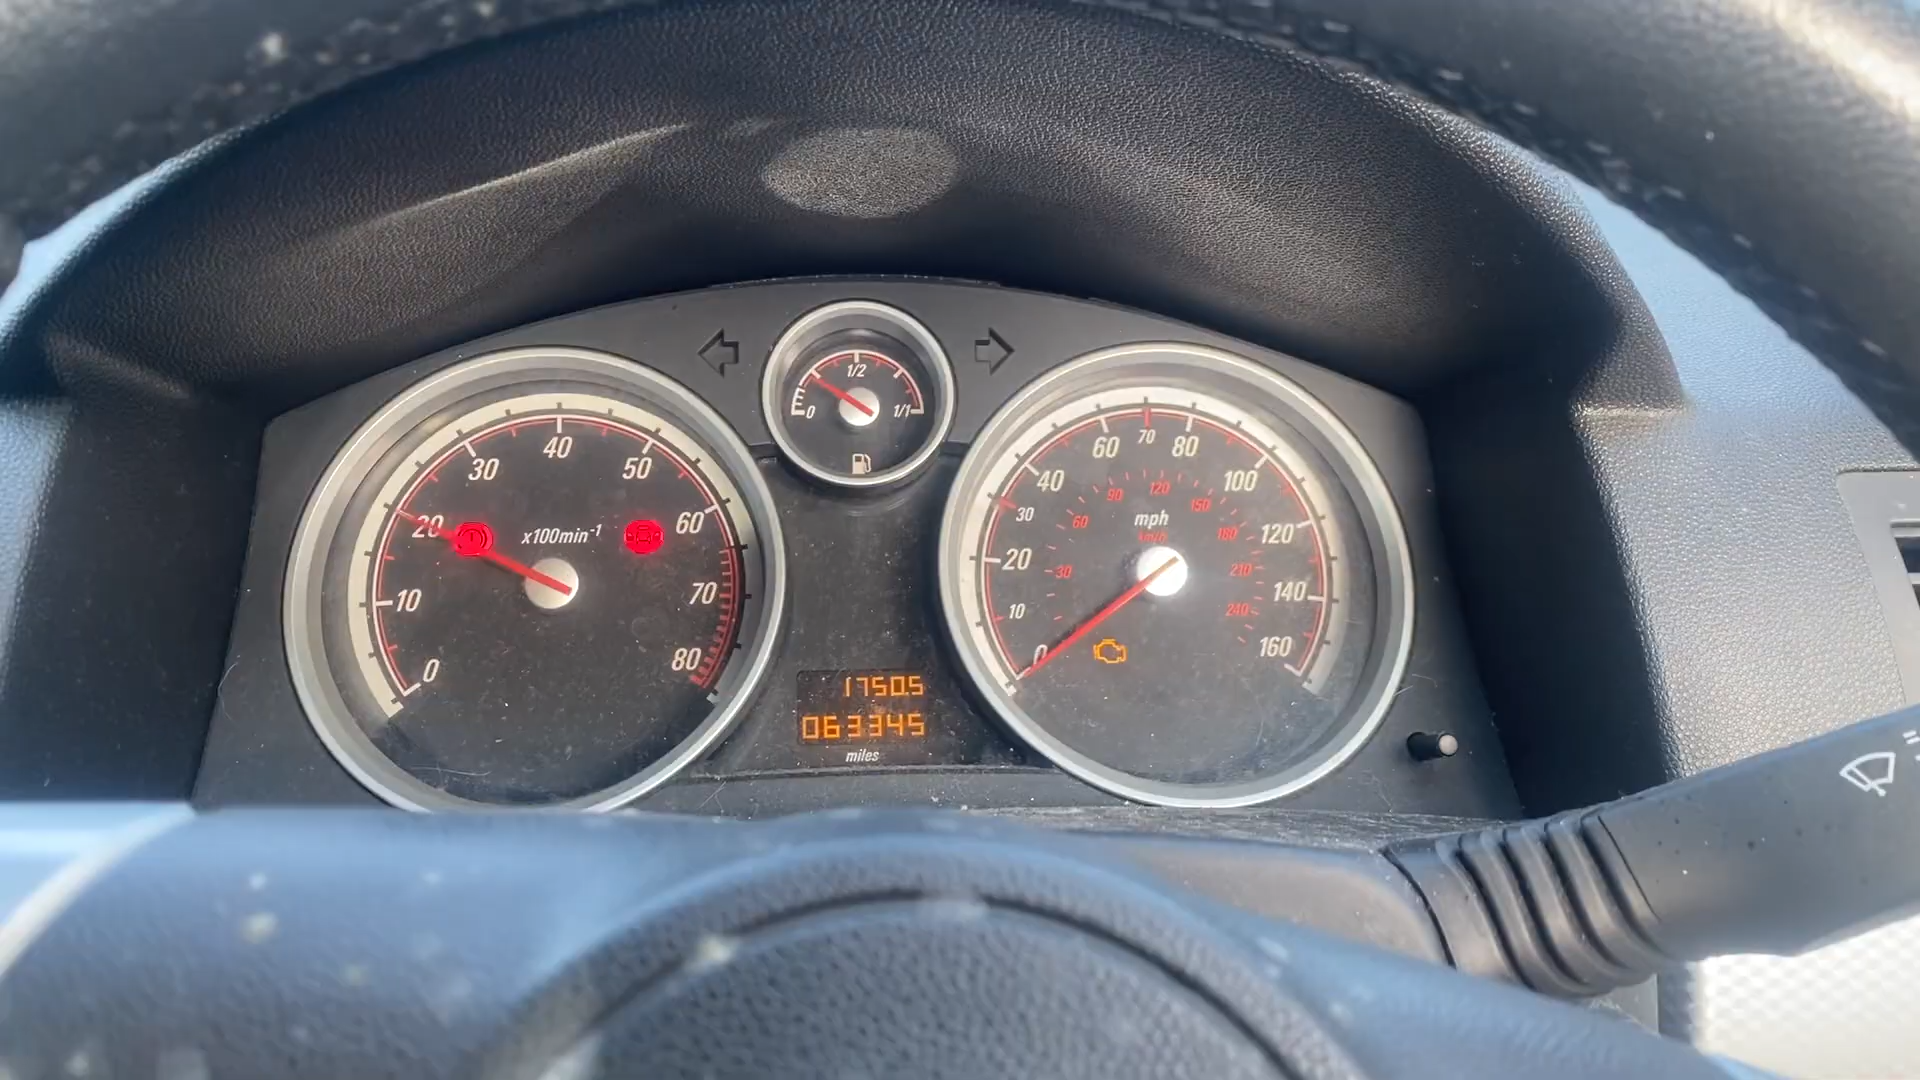 0 1/2 1/1
0 10 20 30 40 50 60 70 80
x100min-1
0 10 20 30 40 60 70 80 100 120 140 160
mph
km/h
30 60 90 120 150 180 210 240
1750.5
063345
miles